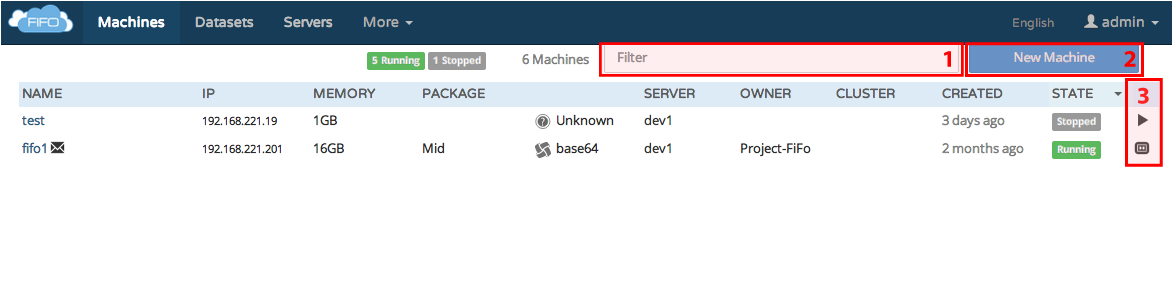 FIFO Machines Datasets Servers More English admin
5 Running 1 Stopped 6 Machines Filter 1 New Machine 2
NAME IP MEMORY PACKAGE SERVER OWNER CLUSTER CREATED STATE 3
test 192.168.221.19 1GB ? Unknown dev1 3 days ago Stopped
fifo1 192.168.221.201 16GB Mid base64 dev1 Project-FiFo 2 months ago Running